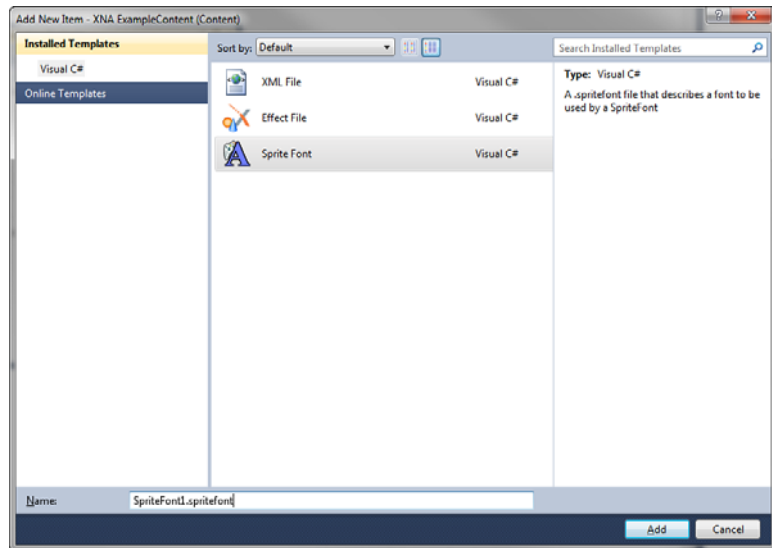 Add New Item - XNA ExampleContent (Content)
Installed Templates
Visual C#
Online Templates
Sort by: Default
Search Installed Templates
XML File Visual C#
Effect File Visual C#
Sprite Font Visual C#
Type: Visual C#
A .spritefont file that describes a font to be
used by a SpriteFont
Name: SpriteFont1.spritefont
Add Cancel